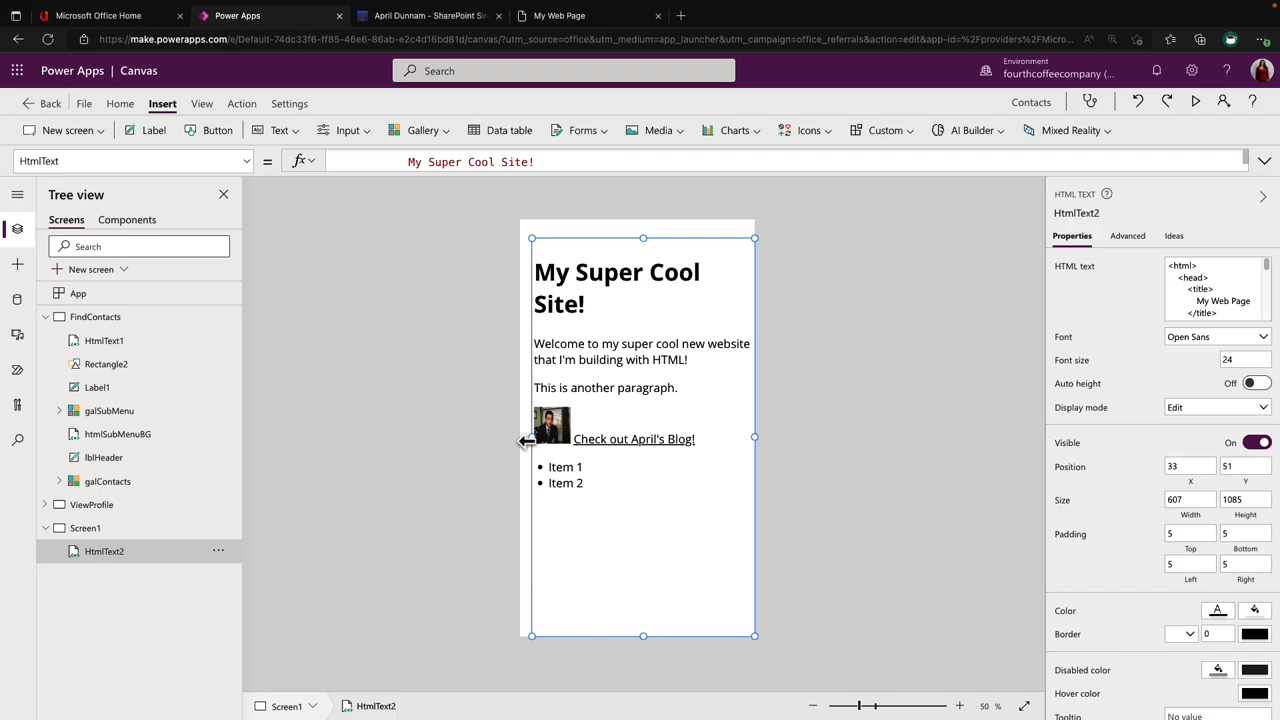 Microsoft Office Home
Power Apps
April Dunnam - SharePoint Sir
My Web Page
https://make.powerapps.com/e/Default-74dc33f6-ff85-86ab-e2c4d16bd81d/canvas/?utm_source=office&utm_medium=app_launcher&utm_campaign=office_referrals&action=edit&app-id=%2Fproviders%2FMicro...
Power Apps | Canvas
Search
Environment
fourthcoffeecompany (...
Back
File
Home
Insert
View
Action
Settings
Contacts
New screen
Label
Button
Text
Input
Gallery
Data table
Forms
Media
Charts
Icons
Custom
AI Builder
Mixed Reality
HtmlText
=
fx
My Super Cool Site!
Tree view
Screens
Components
Search
New screen
App
FindContacts
HtmlText1
Rectangle2
Label1
galSubMenu
htmlSubMenuBG
lblHeader
galContacts
ViewProfile
Screen1
HtmlText2
My Super Cool
Site!
Welcome to my super cool new website
that I'm building with HTML!
This is another paragraph.
Check out April's Blog!
Item 1
Item 2
HTML TEXT
HtmlText2
Properties
Advanced
Ideas
HTML text
<html>
<head>
<title>
My Web Page
</title>
Font
Open Sans
Font size
24
Auto height
Off
Display mode
Edit
Visible
On
Position
33
51
X
Y
Size
607
1085
Width
Height
Padding
5
5
Top
Bottom
5
5
Left
Right
Color
A
Border
0
Disabled color
Hover color
Tooltip
No value
Screen1
HtmlText2
50 %